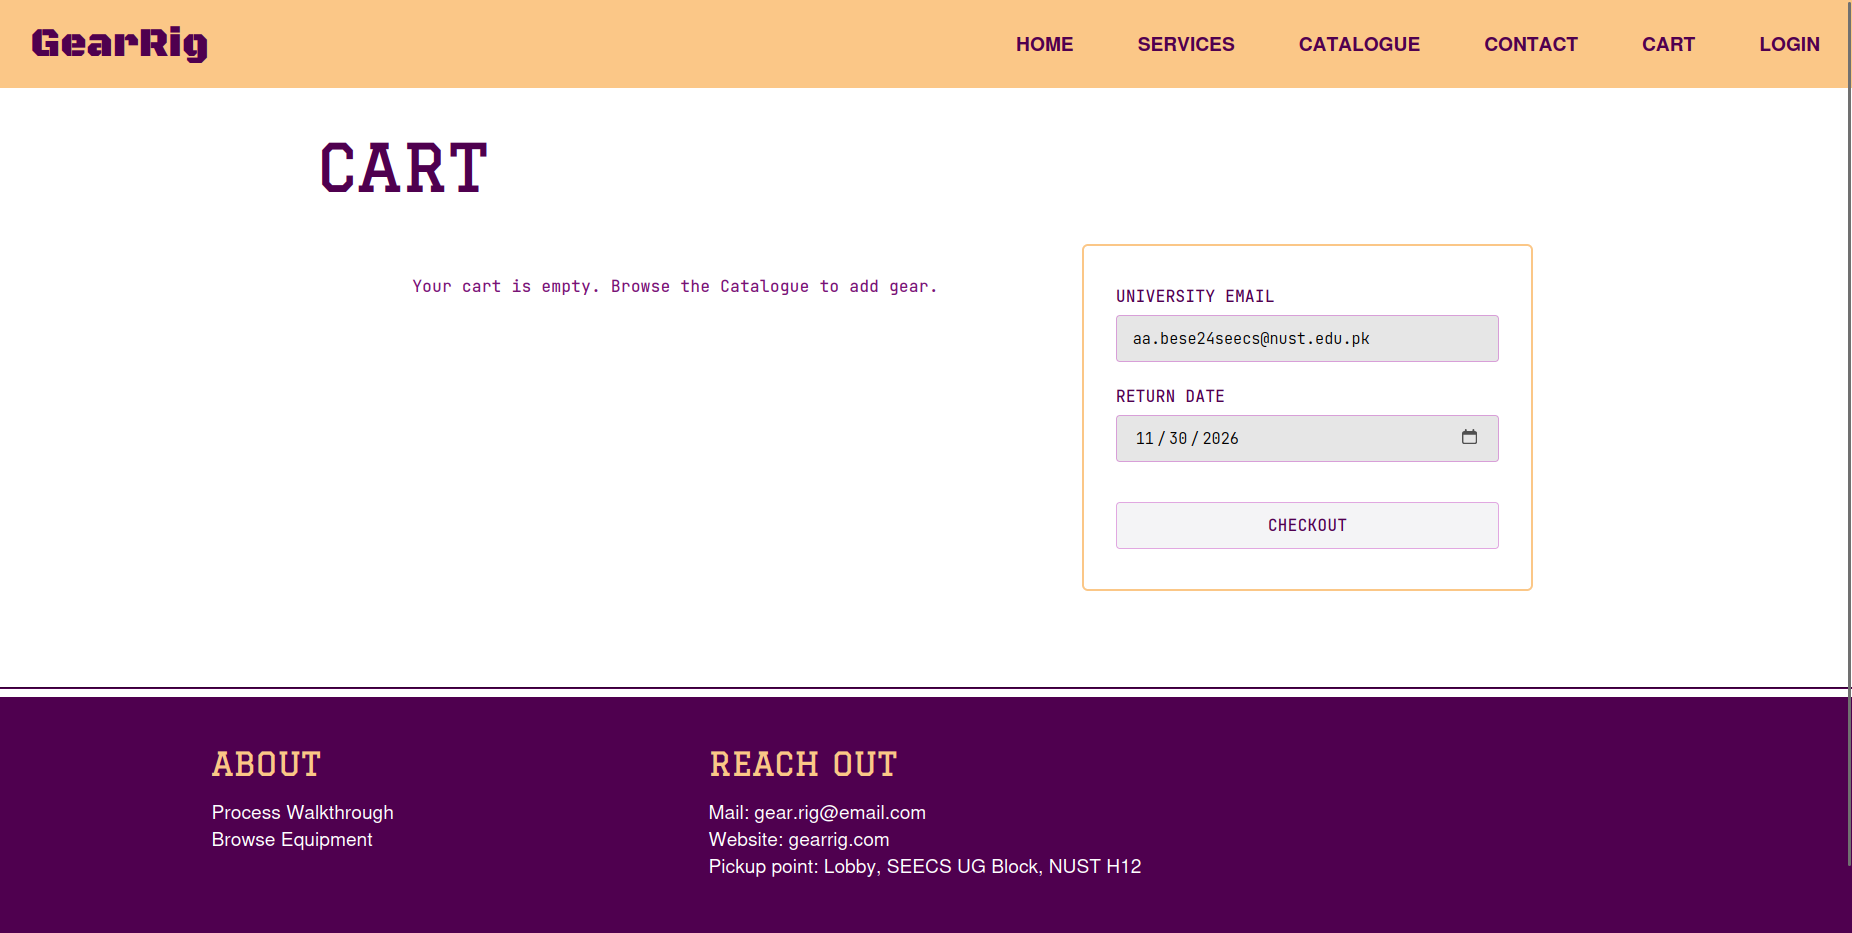 GearRig
HOME SERVICES CATALOGUE CONTACT CART LOGIN
CART
Your cart is empty. Browse the Catalogue to add gear.
UNIVERSITY EMAIL
aa.bese24seecs@nust.edu.pk
RETURN DATE
11/30/2026
CHECKOUT
ABOUT
Process Walkthrough
Browse Equipment
REACH OUT
Mail: gear.rig@email.com
Website: gearrig.com
Pickup point: Lobby, SEECS UG Block, NUST H12